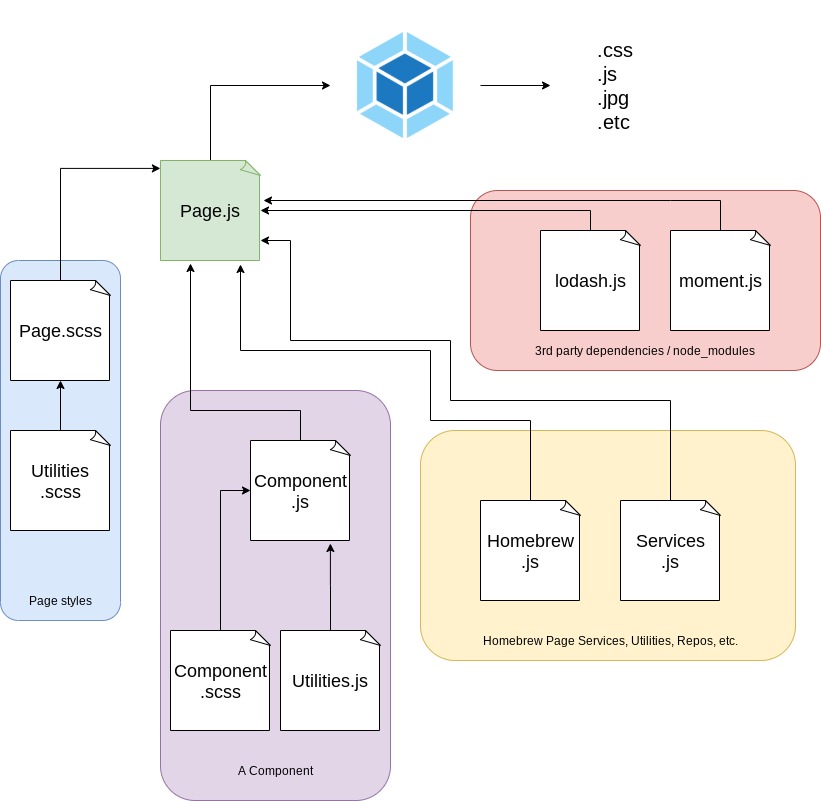 .css
.js
.jpg
.etc
Page.js
lodash.js
moment.js
3rd party dependencies / node_modules
Page.scss
Utilities
.scss
Page styles
Component
.js
Component
.scss
Utilities.js
A Component
Homebrew
.js
Services
.js
Homebrew Page Services, Utilities, Repos, etc.